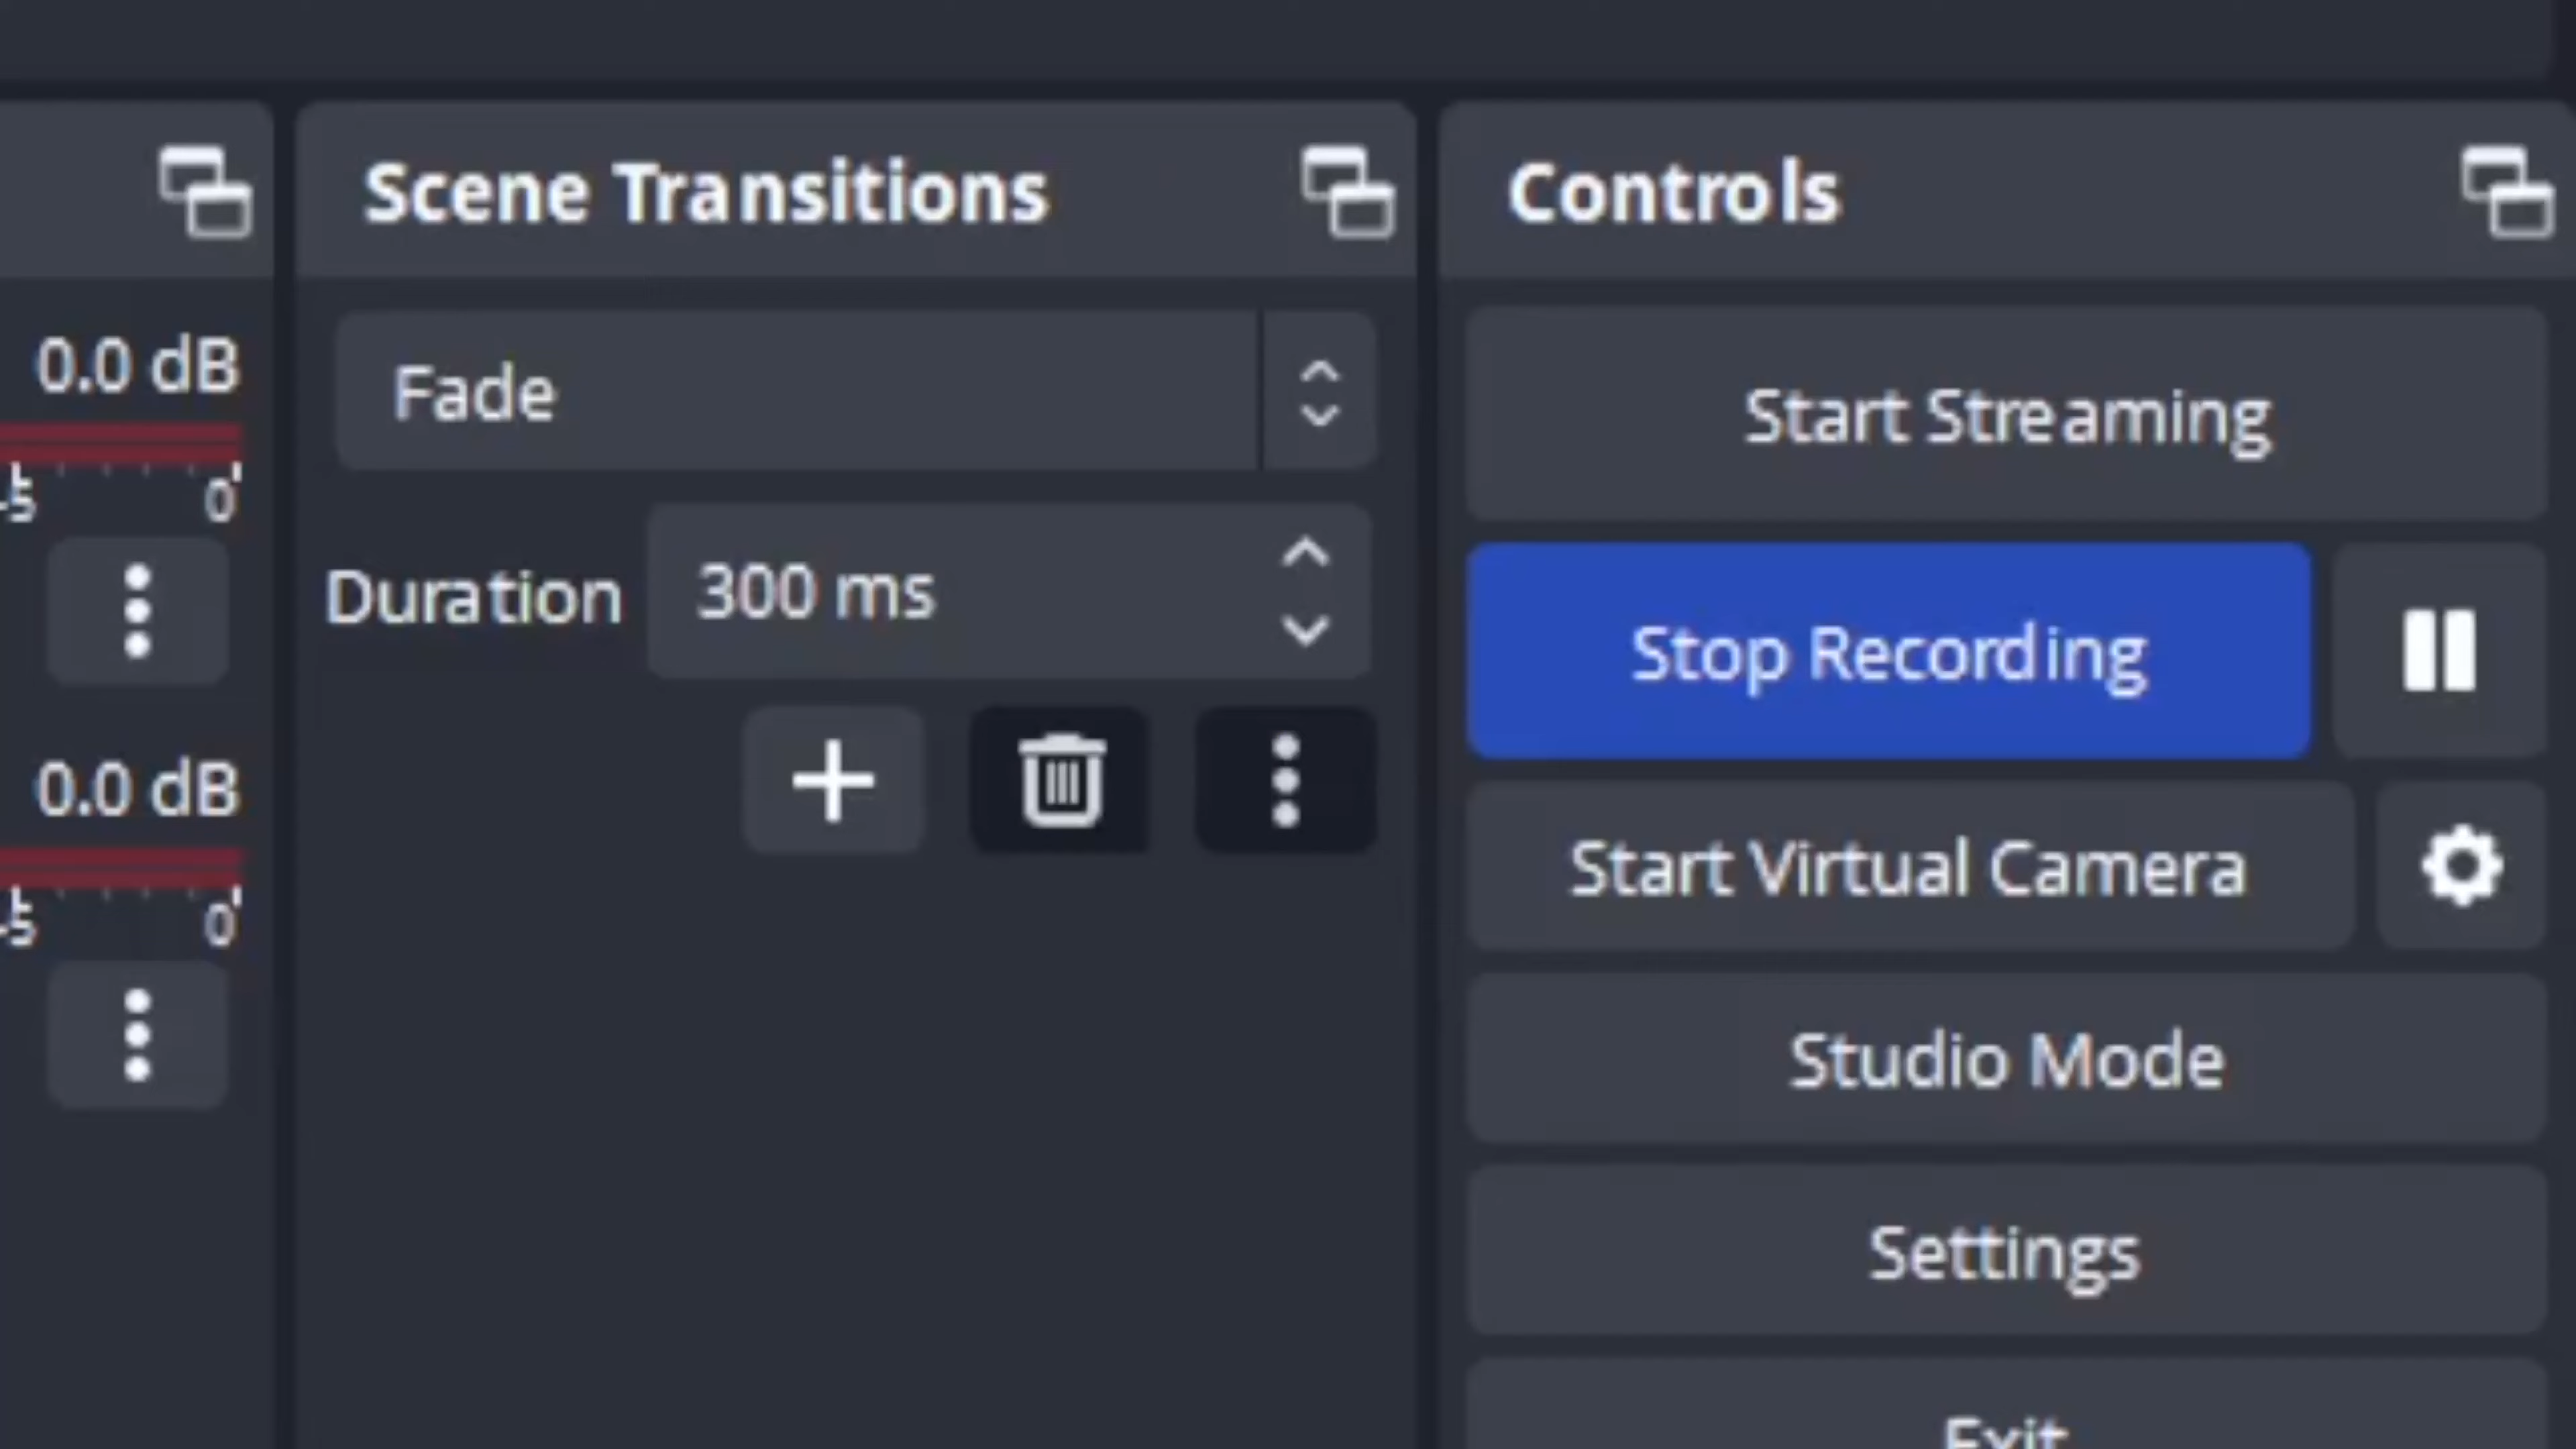 Scene Transitions
Controls
0.0 dB
-5 0
0.0 dB
-5 0
Fade
Duration 300 ms
Start Streaming
Stop Recording
Start Virtual Camera
Studio Mode
Settings
Exit